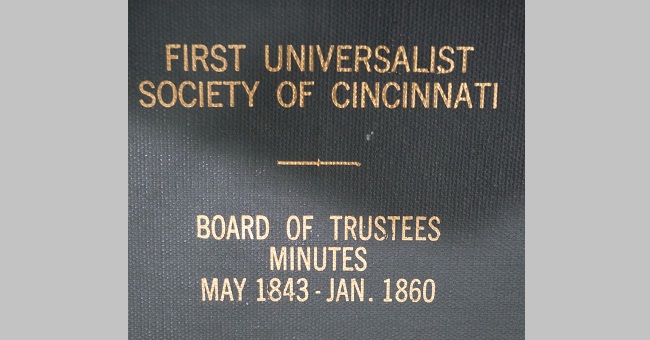 FIRST UNIVERSALIST
SOCIETY OF CINCINNATI
BOARD OF TRUSTEES
MINUTES
MAY 1843 - JAN. 1860